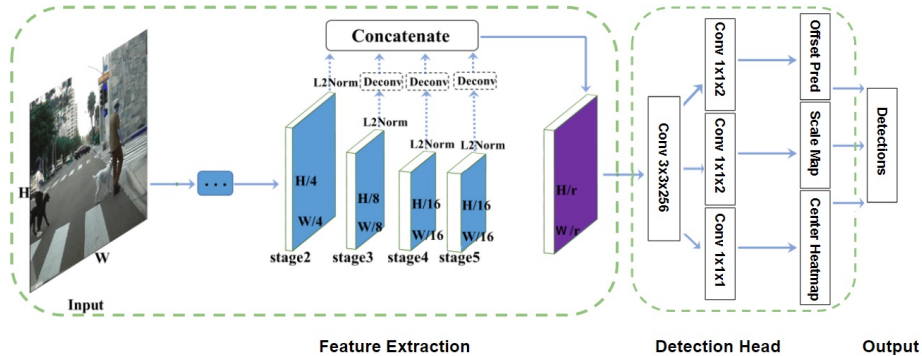 Concatenate
L2Norm
Deconv
Deconv
Deconv
L2Norm
L2Norm
L2Norm
H
W
Input
H/4
W/4
stage2
H/8
W/8
stage3
H/16
W/16
stage4
H/16
W/16
stage5
H/r
W/r
Conv 3x3x256
Conv 1x1x2
Conv 1x1x2
Conv 1x1x1
Offset Pred
Scale Map
Center Heatmap
Detections
Feature Extraction
Detection Head
Output